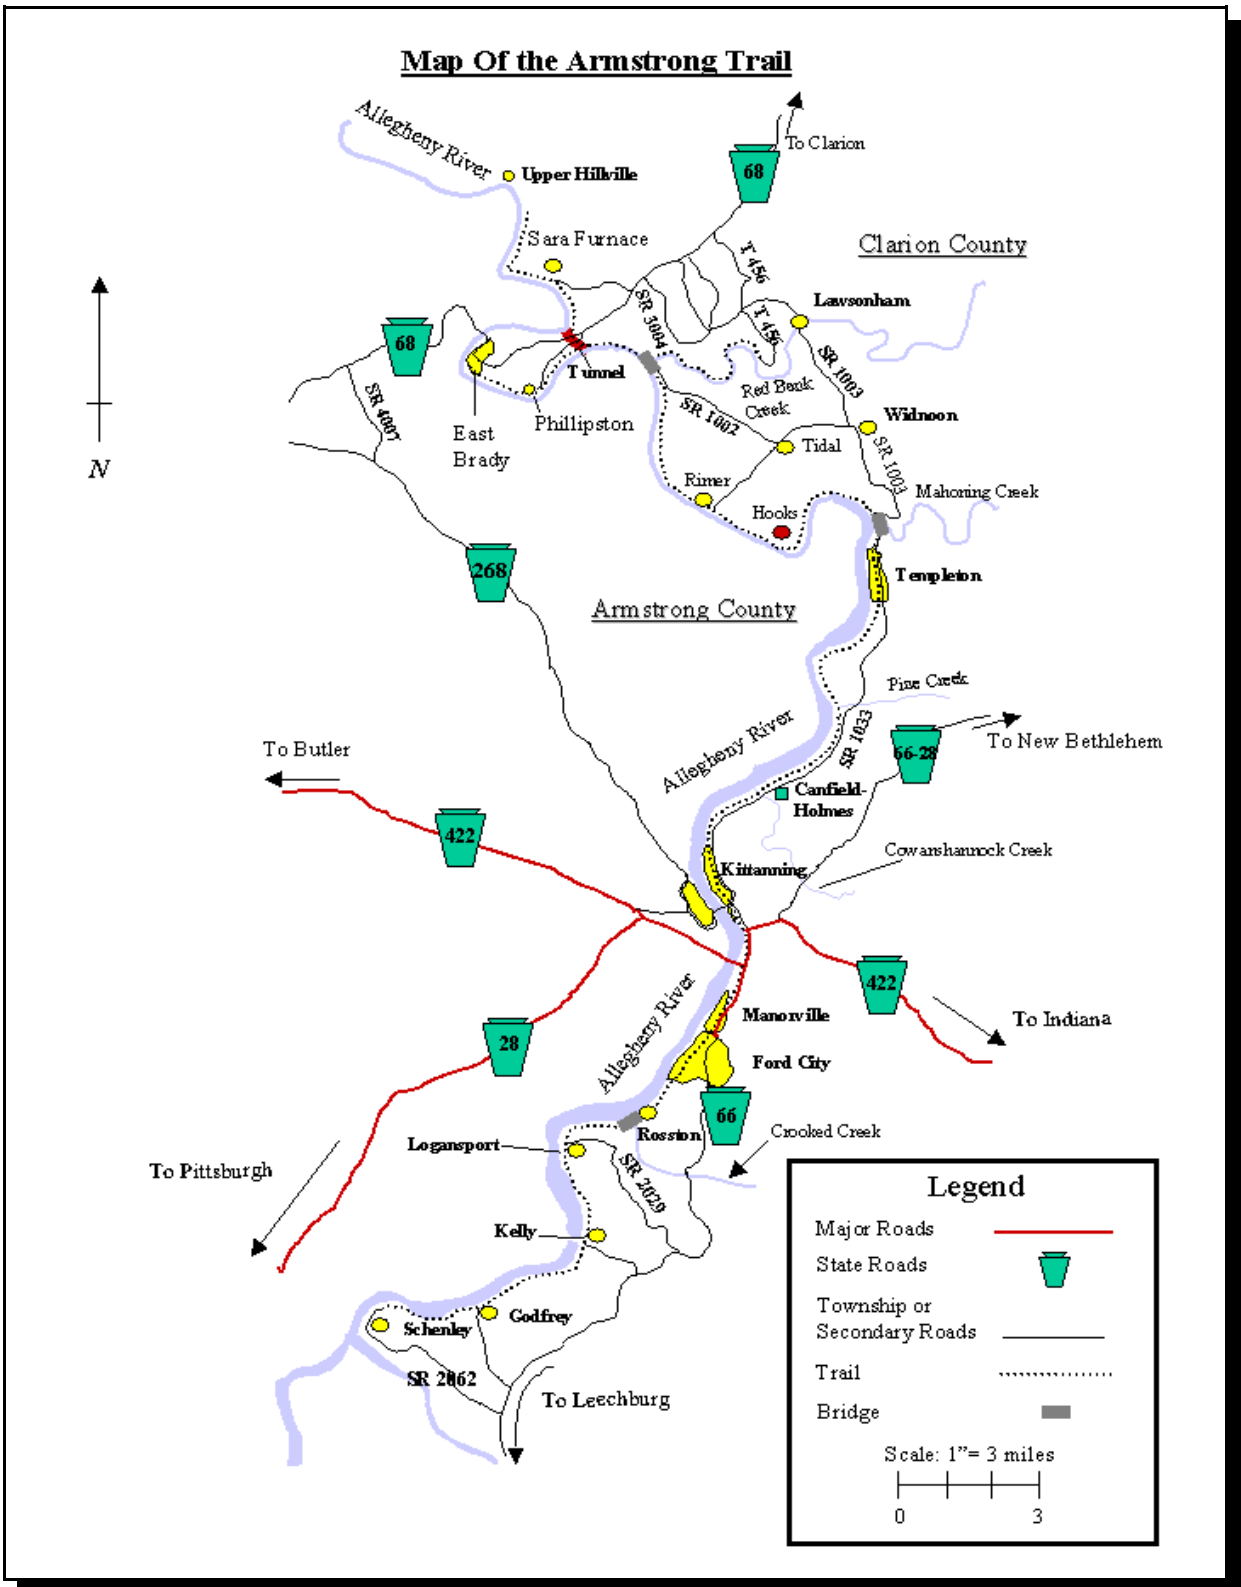 Map Of the Armstrong Trail
Allegheny River
To Clarion
68
Upper Hillville
Sara Furnace
Clarion County
T 456
SR 3004
Lawsonham
T 456
68
SR 1003
Tunnel
Red Bank
Creek
SR 4007
Phillipston
SR 1002
Widnoon
East
Brady
Tidal
SR 1003
N
Rimer
Mahoning Creek
Hooks
268
Templeton
Armstrong County
Pine Creek
Allegheny River
SR 1033
To Butler
66-28
To New Bethlehem
Canfield-
Holmes
422
Cowanshannock Creek
Kittanning
422
Allegheny River
Manorville
To Indiana
28
Ford City
66
Rosston
Crooked Creek
Logansport
To Pittsburgh
SR 2029
Kelly
Godfrey
Schenley
SR 2062
To Leechburg
Legend
Major Roads
State Roads
Township or
Secondary Roads
Trail
Bridge
Scale: 1”= 3 miles
0 3